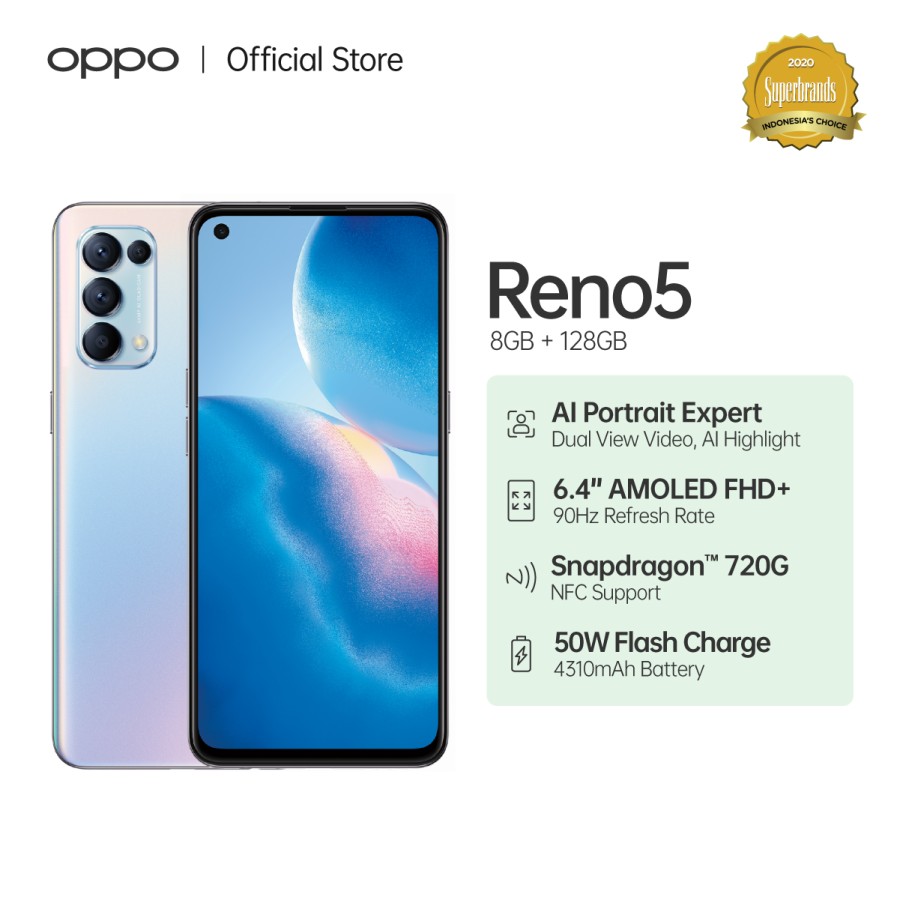 oppo | Official Store
2020
Superbrands
INDONESIA'S CHOICE
Reno5
8GB + 128GB
AI Portrait Expert
Dual View Video, AI Highlight
6.4" AMOLED FHD+
90Hz Refresh Rate
Snapdragon™ 720G
NFC Support
50W Flash Charge
4310mAh Battery